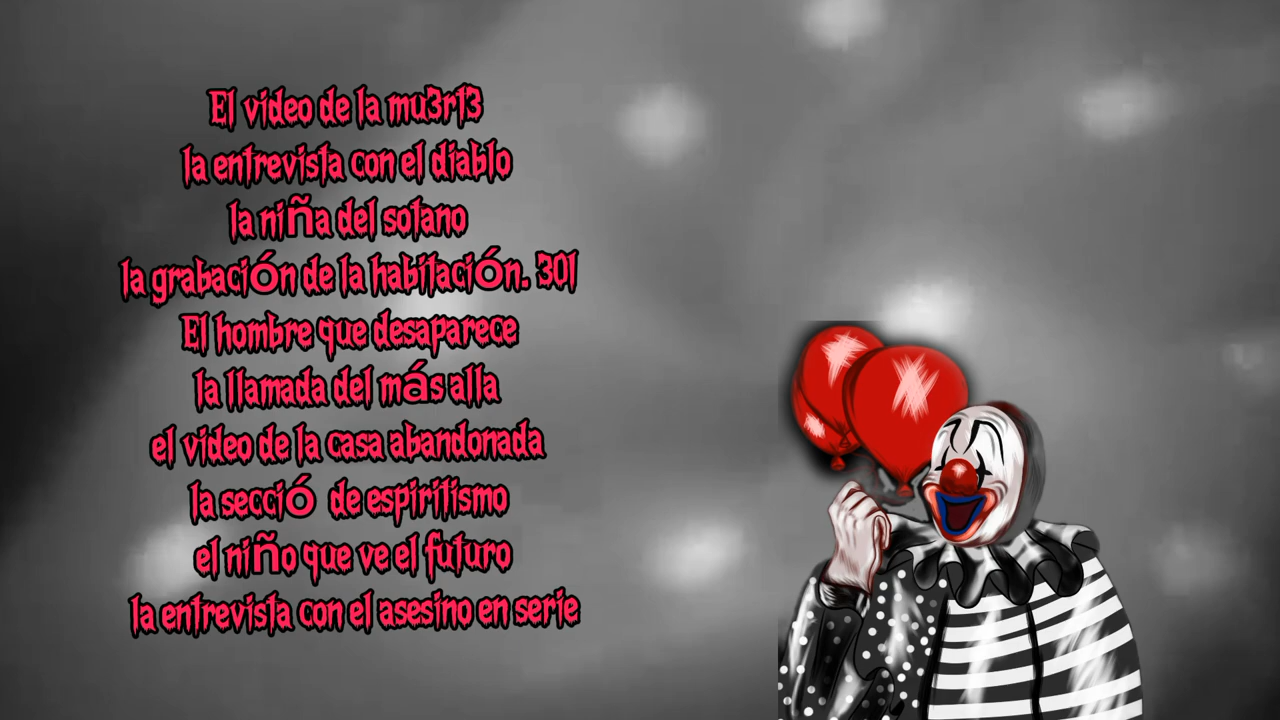 El video de la mu3r13
la entrevista con el diablo
la niña del sotano
la grabación de la habitación. 301
El hombre que desaparece
la llamada del más alla
el video de la casa abandonada
la secció de espiritismo
el niño que ve el futuro
la entrevista con el asesino en serie